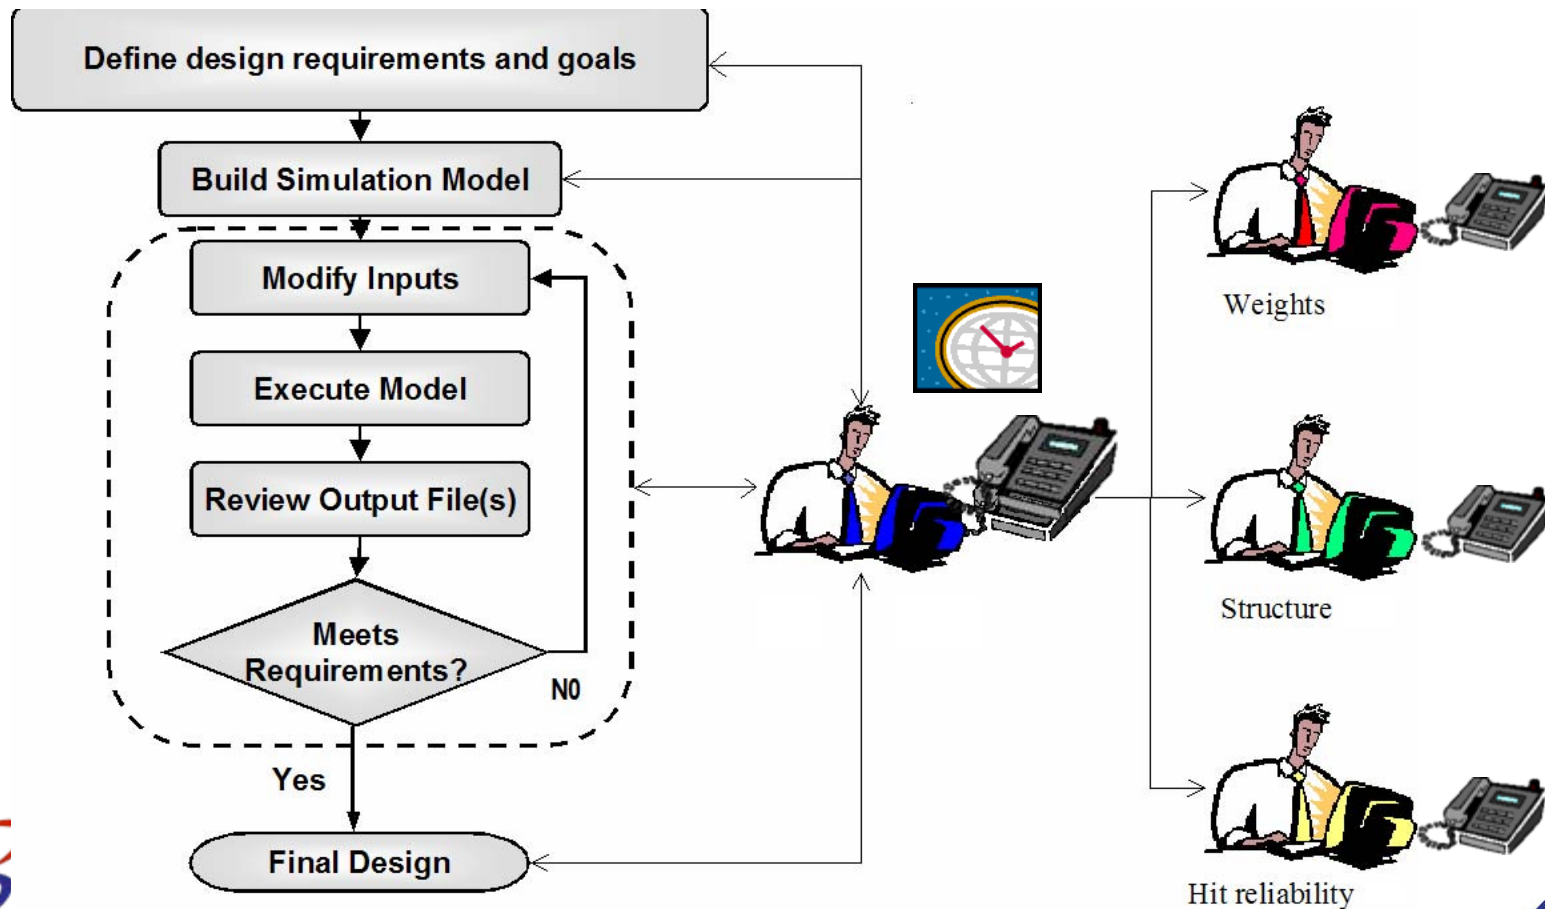 Define design requirements and goals
Build Simulation Model
Modify Inputs
Execute Model
Review Output File(s)
Meets
Requirements?
N0
Yes
Final Design
Weights
Structure
Hit reliability